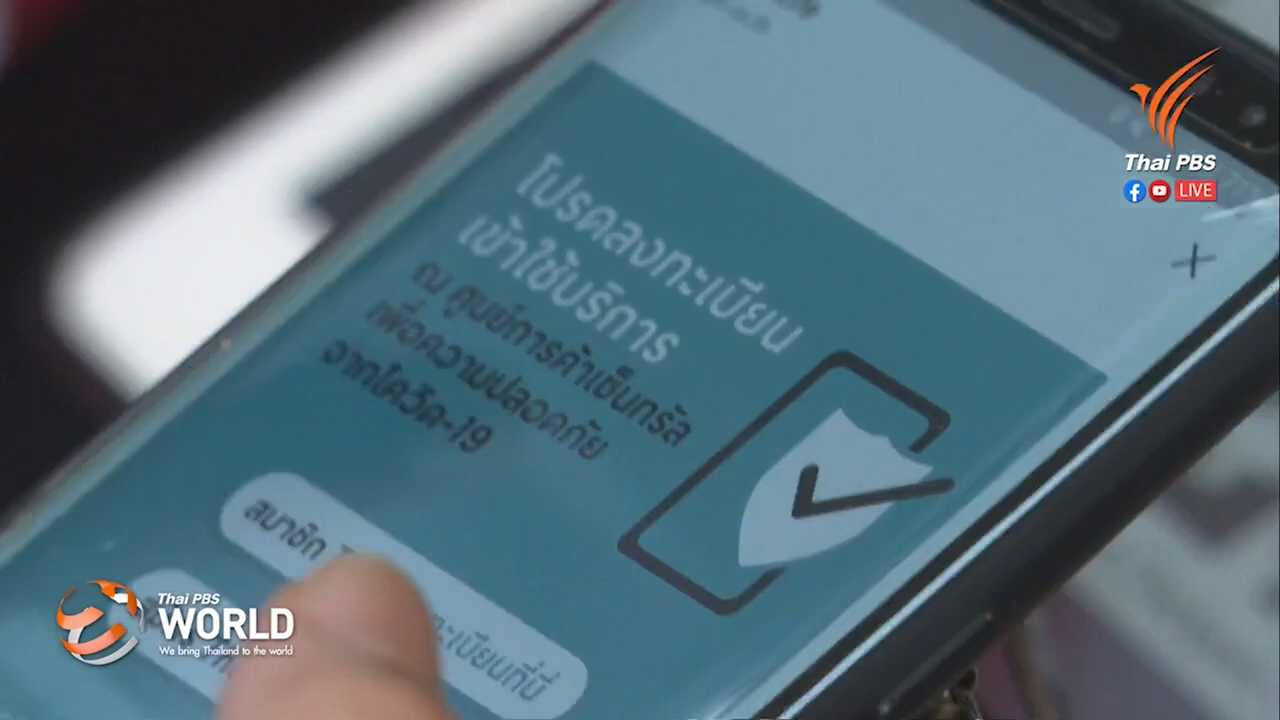 Thai PBS
LIVE
โปรดลงทะเบียน
เข้าใช้บริการ
ณ ศูนย์การค้าเซ็นทรัล
เพื่อความปลอดภัย
จากโควิด-19
สมาชิก
ทะเบียนที่นี่
Thai PBS
WORLD
We bring Thailand to the world